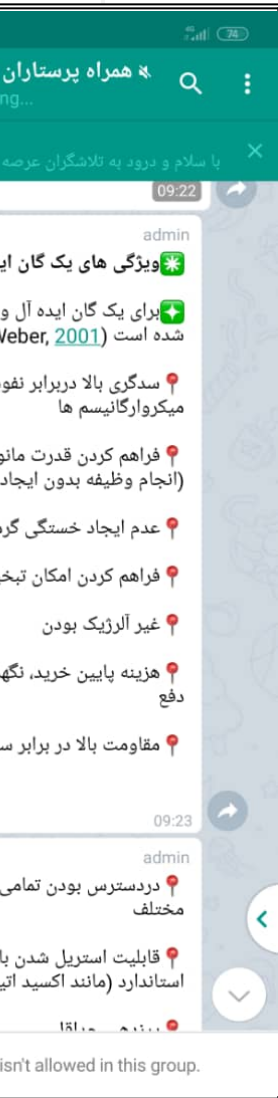 74
همراه پرستاران
ng...
با سلام و درود به تلاشگران عرصه
09:22
admin
ویژگی های یک گان ای
برای یک گان ایده آل و
شده است (Weber, 2001
سدگری بالا دربرابر نفو
میکروارگانیسم ها
فراهم کردن قدرت مانو
(انجام وظیفه بدون ایجاد
عدم ایجاد خستگی گر
فراهم کردن امکان تبخ
غیر آلرژیک بودن
هزینه پایین خرید، نگه
دفع
مقاومت بالا در برابر س
09:23
admin
دردسترس بودن تمامی
مختلف
قابلیت استریل شدن با
استاندارد (مانند اکسید اتی
isn't allowed in this group.